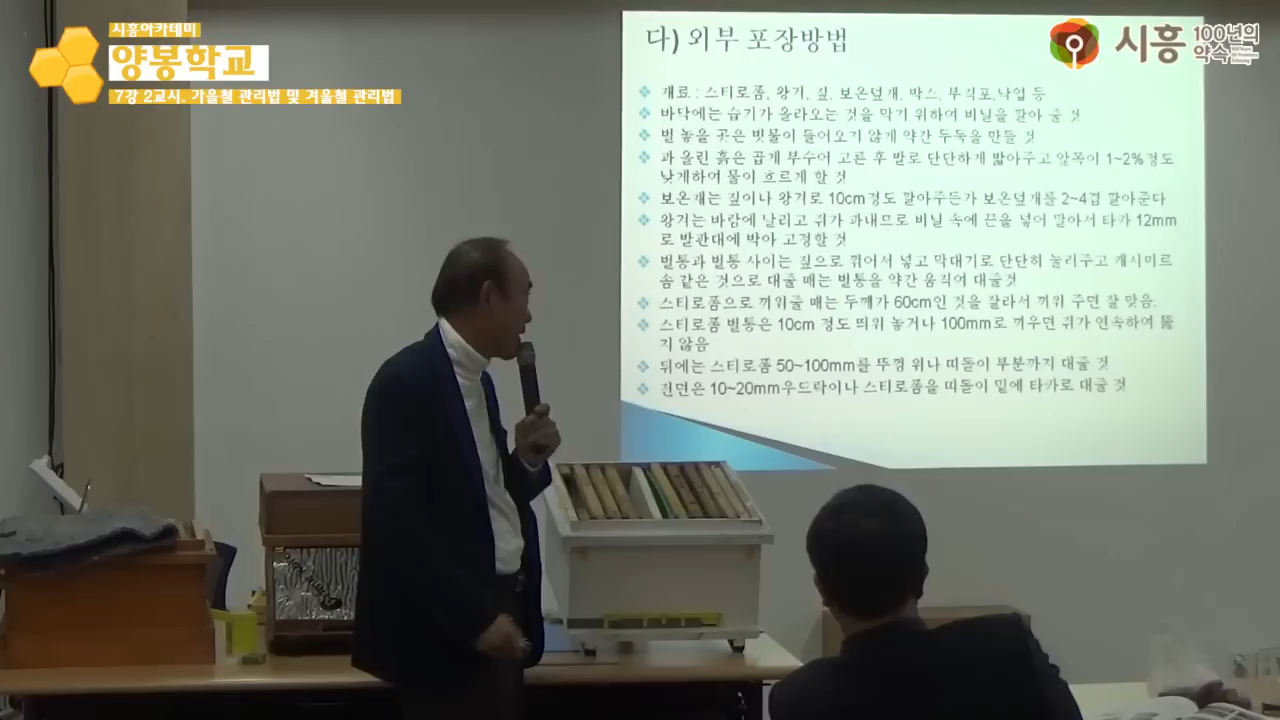 시흥아카데미
양봉학교
7강 2교시. 가을철 관리법 및 겨울철 관리법
시흥 100년의 약속
다) 외부 포장방법
재료 : 스티로폼, 왕겨, 짚, 보온덮개, 박스, 부직포,낙엽 등
바닥에는 습기가 올라오는 것을 막기 위하여 비닐을 깔아 줄 것
벌 놓을 곳은 빗물이 들어오지 않게 약간 두둑을 만들 것
과 올린 흙은 곱게 부수어 고른 후 발로 단단하게 밟아주고 앞쪽이 1~2%정도
낮게하여 물이 흐르게 할 것
보온재는 짚이나 왕겨로 10cm정도 깔아주든가 보온덮개를 2~4겹 깔아준다
왕겨는 바람에 날리고 쥐가 파내므로 비닐 속에 끈을 넣어 말아서 타카 12mm
로 발관대에 박아 고정할 것
벌통과 벌통 사이는 짚으로 꺾어서 넣고 막대기로 단단히 눌러주고 캐시미르
솜 같은 것으로 대줄 때는 벌통을 약간 움직여 대줄것
스티로폼으로 끼워줄 때는 두께가 60cm인 것을 잘라서 끼워 주면 잘 맞음.
스티로폼 벌통은 10cm 정도 띄워 놓거나 100mm로 끼우면 쥐가 연속하여 뚫
지 않음
뒤에는 스티로폼 50~100mm를 뚜껑 위나 띠돌이 부분까지 대줄 것
전면은 10~20mm우드락이나 스티로폼을 띠돌이 밑에 타카로 대줄 것